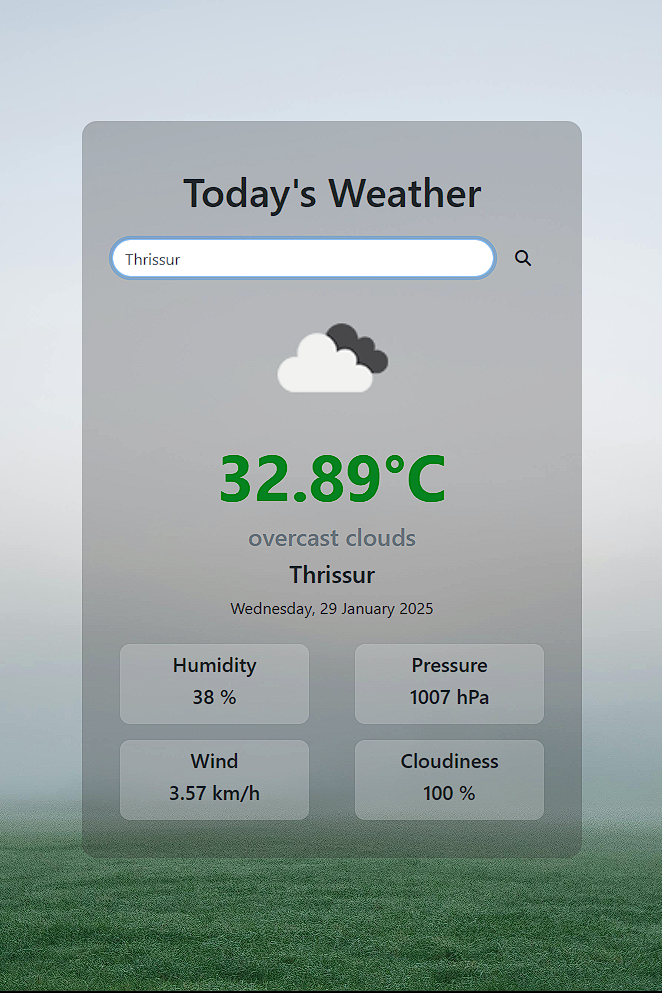 Today's Weather
Thrissur
32.89°C
overcast clouds
Thrissur
Wednesday, 29 January 2025
Humidity
38 %
Pressure
1007 hPa
Wind
3.57 km/h
Cloudiness
100 %